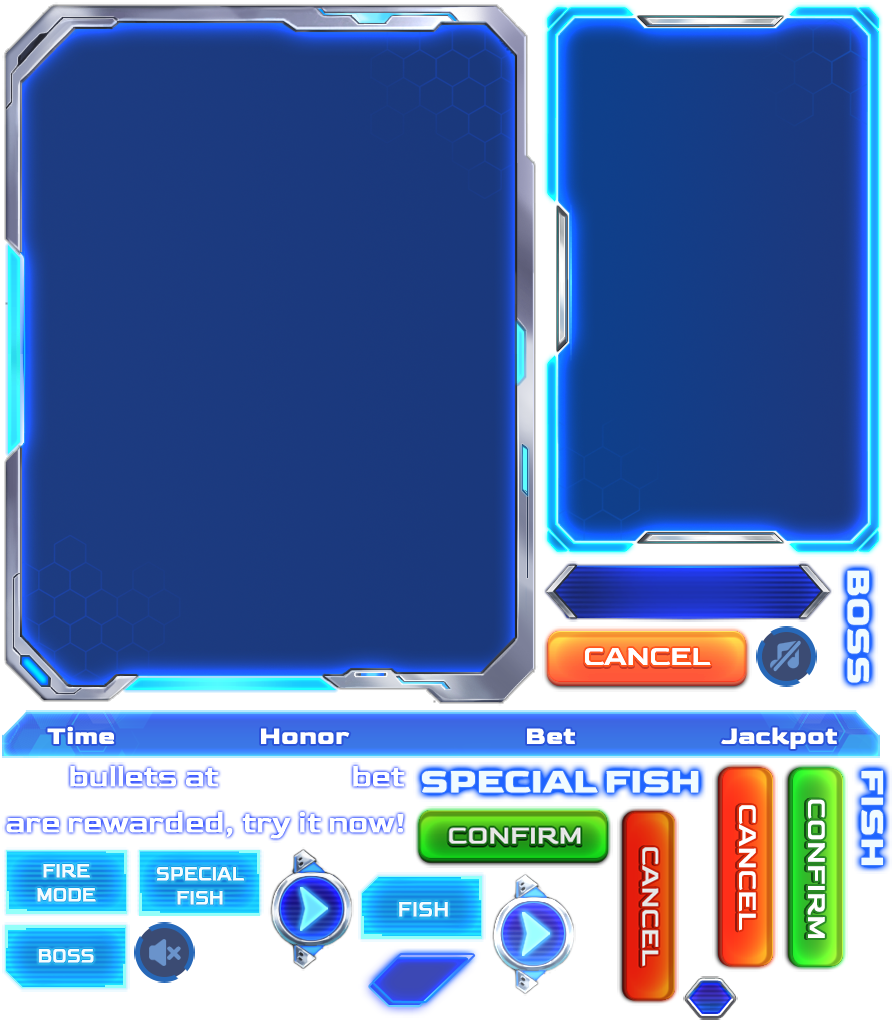 BOSS
CANCEL
Time Honor Bet Jackpot
bullets at bet
SPECIAL FISH
are rewarded, try it now!
CONFIRM
CANCEL
CANCEL
CONFIRM
FISH
FIRE
MODE
SPECIAL
FISH
FISH
BOSS